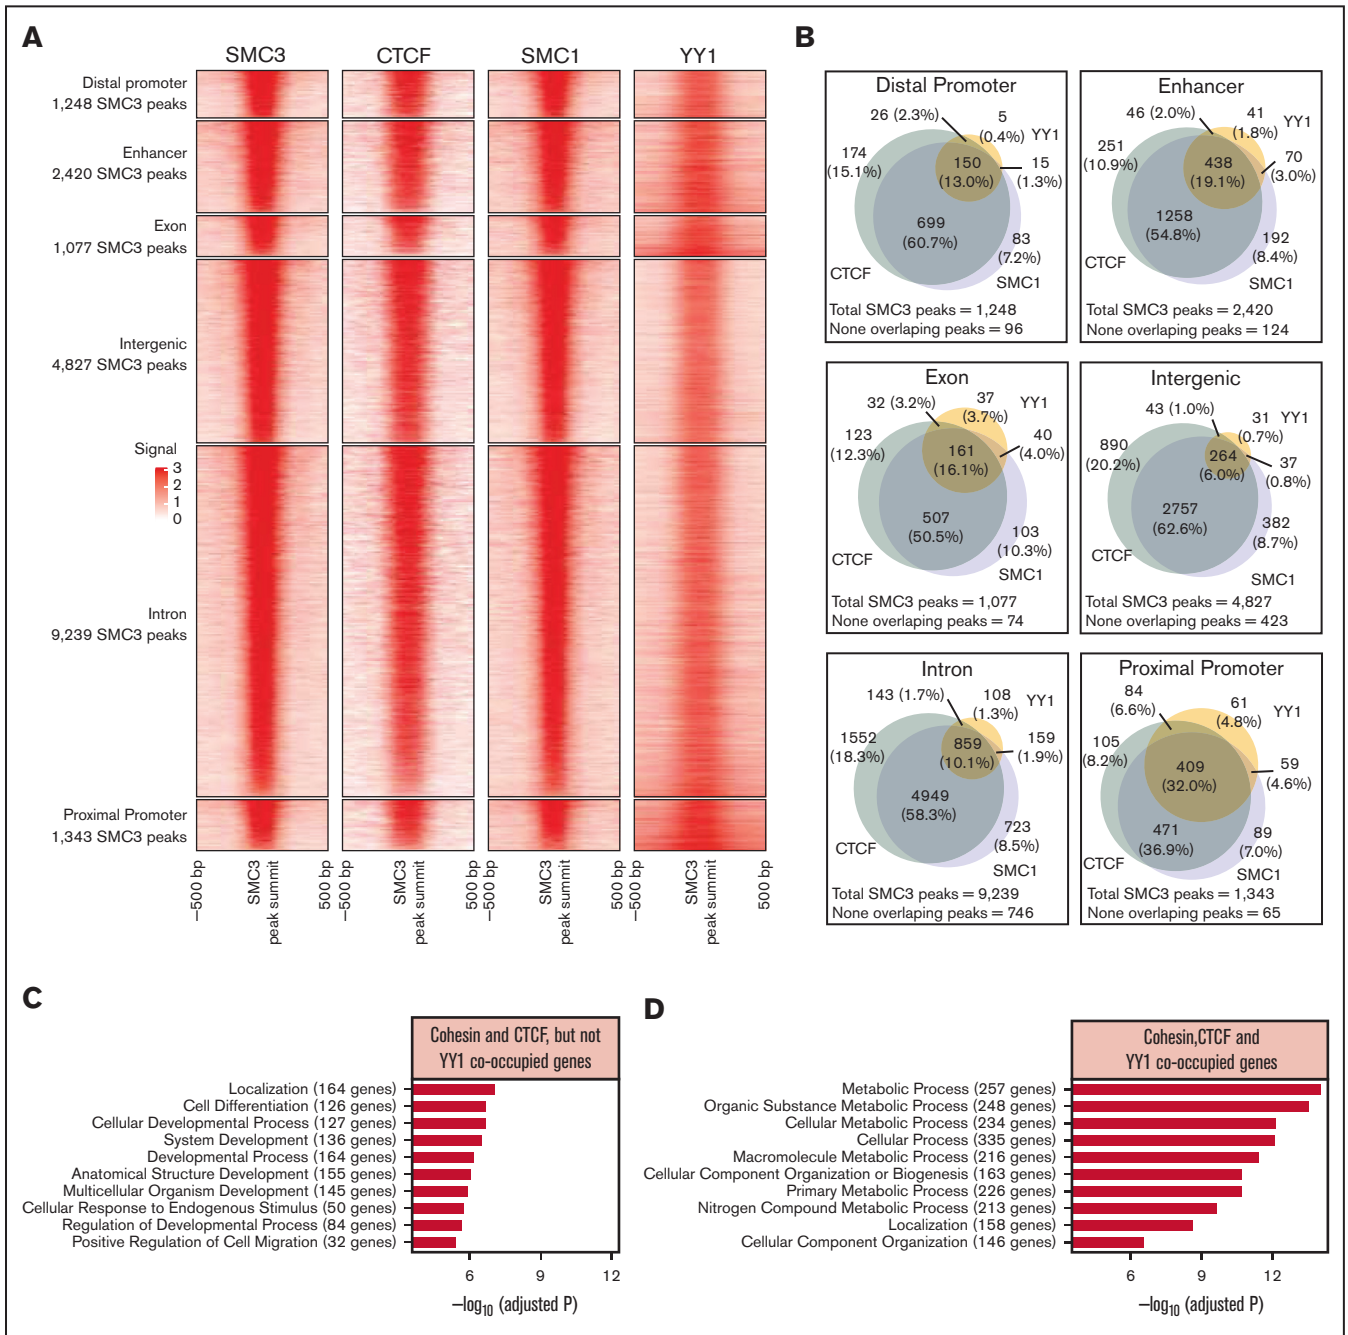 A
SMC3
CTCF
SMC1
YY1
Distal promoter
1,248 SMC3 peaks
Enhancer
2,420 SMC3 peaks
Exon
1,077 SMC3 peaks
Intergenic
4,827 SMC3 peaks
Signal
3
2
1
0
Intron
9,239 SMC3 peaks
Proximal Promoter
1,343 SMC3 peaks
−500 bp
SMC3
peak summit
500 bp
−500 bp
SMC3
peak summit
500 bp
−500 bp
SMC3
peak summit
500 bp
−500 bp
SMC3
peak summit
500 bp
B
Distal Promoter
26 (2.3%)
5
(0.4%)
YY1
174
(15.1%)
150
(13.0%)
15
(1.3%)
699
(60.7%)
83
(7.2%)
CTCF
SMC1
Total SMC3 peaks = 1,248
None overlaping peaks = 96
Enhancer
46 (2.0%)
41
(1.8%)
YY1
251
(10.9%)
438
(19.1%)
70
(3.0%)
1258
(54.8%)
192
(8.4%)
CTCF
SMC1
Total SMC3 peaks = 2,420
None overlaping peaks = 124
Exon
32 (3.2%)
37
(3.7%)
YY1
123
(12.3%)
161
(16.1%)
40
(4.0%)
507
(50.5%)
103
(10.3%)
CTCF
SMC1
Total SMC3 peaks = 1,077
None overlaping peaks = 74
Intergenic
43 (1.0%)
31
(0.7%)
YY1
890
(20.2%)
264
(6.0%)
37
(0.8%)
2757
(62.6%)
382
(8.7%)
CTCF
SMC1
Total SMC3 peaks = 4,827
None overlaping peaks = 423
Intron
143 (1.7%)
108
(1.3%)
YY1
1552
(18.3%)
859
(10.1%)
159
(1.9%)
4949
(58.3%)
723
(8.5%)
CTCF
SMC1
Total SMC3 peaks = 9,239
None overlaping peaks = 746
Proximal Promoter
84
(6.6%)
61
(4.8%)
YY1
105
(8.2%)
409
(32.0%)
59
(4.6%)
471
(36.9%)
89
(7.0%)
CTCF
SMC1
Total SMC3 peaks = 1,343
None overlaping peaks = 65
C
Cohesin and CTCF, but not
YY1 co-occupied genes
Localization (164 genes)
Cell Differentiation (126 genes)
Cellular Developmental Process (127 genes)
System Development (136 genes)
Developmental Process (164 genes)
Anatomical Structure Development (155 genes)
Multicellular Organism Development (145 genes)
Cellular Response to Endogenous Stimulus (50 genes)
Regulation of Developmental Process (84 genes)
Positive Regulation of Cell Migration (32 genes)
6 9 12
−log10 (adjusted P)
D
Cohesin,CTCF and
YY1 co-occupied genes
Metabolic Process (257 genes)
Organic Substance Metabolic Process (248 genes)
Cellular Metabolic Process (234 genes)
Cellular Process (335 genes)
Macromolecule Metabolic Process (216 genes)
Cellular Component Organization or Biogenesis (163 genes)
Primary Metabolic Process (226 genes)
Nitrogen Compound Metabolic Process (213 genes)
Localization (158 genes)
Cellular Component Organization (146 genes)
6 9 12
−log10 (adjusted P)